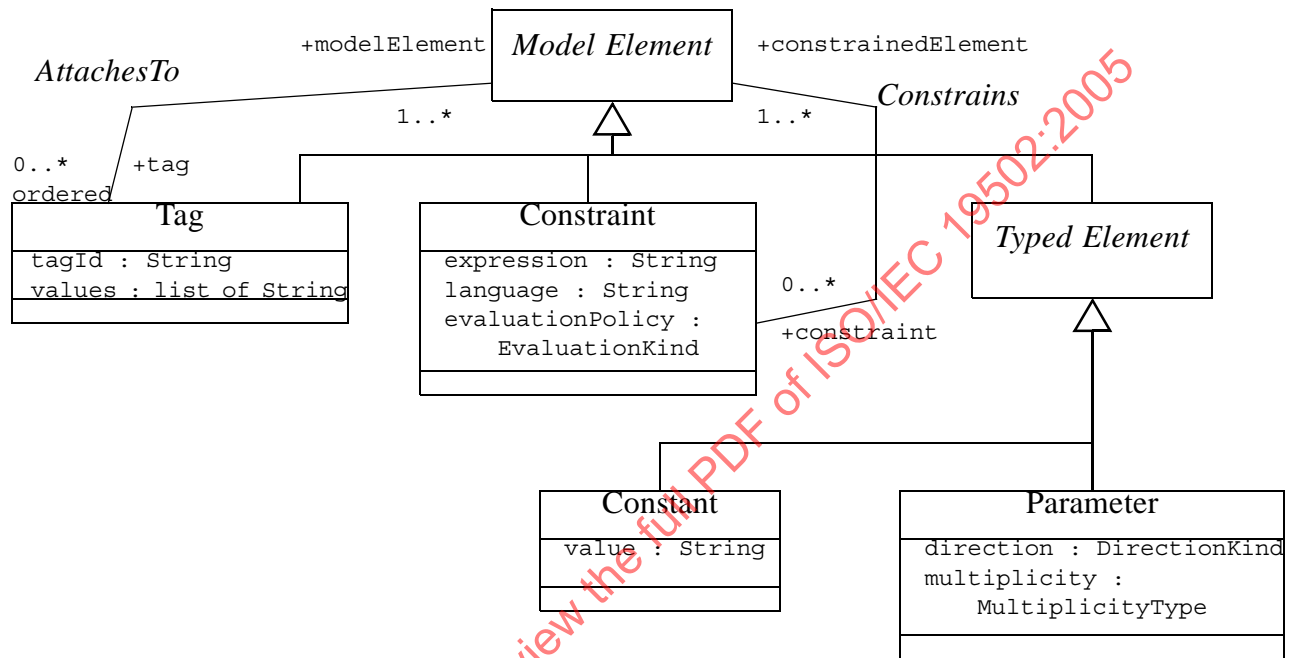 +modelElement
Model Element
+constrainedElement
AttachesTo
Constrains
1..*
1..*
0..*
+tag
ordered
Tag
tagId : String
values : list of String
Constraint
expression : String
language : String
evaluationPolicy :
EvaluationKind
0..*
+constraint
Typed Element
Constant
value : String
Parameter
direction : DirectionKind
multiplicity :
MultiplicityType
view the full PDF of ISO/IEC 19502:2005